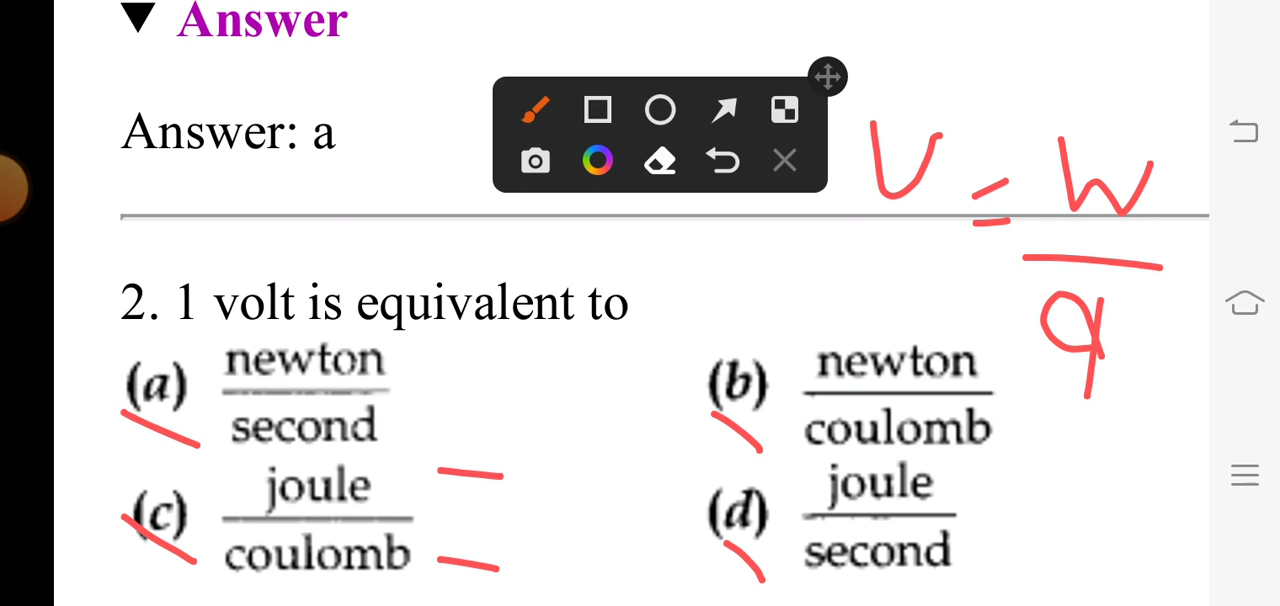 Answer
Answer: a
V = W
q
2. 1 volt is equivalent to
(a) newton
second
(b) newton
coulomb
(c) joule
coulomb
(d) joule
second